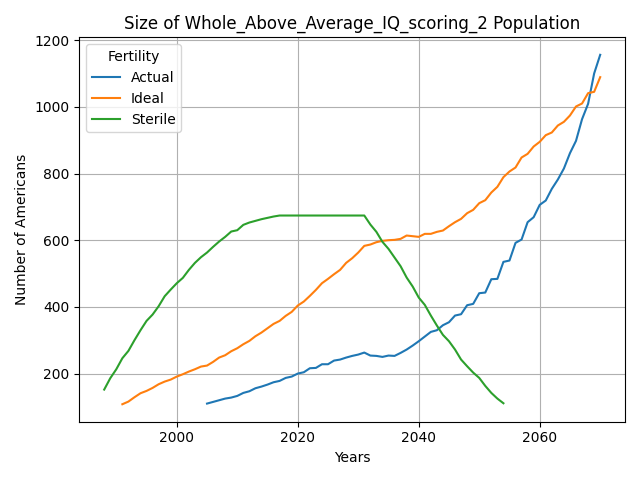 Size of Whole_Above_Average_IQ_scoring_2 Population
Fertility
Actual
Ideal
Sterile
1200
1000
800
600
400
200
Number of Americans
2000
2020
2040
2060
Years